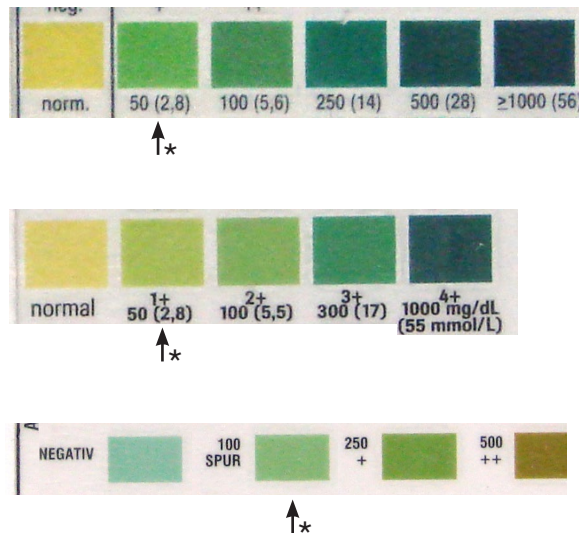 neg. + ++
norm. 50 (2,8) 100 (5,6) 250 (14) 500 (28) ≥1000 (56)
*
normal 1+ 2+ 3+ 4+
50 (2,8) 100 (5,5) 300 (17) 1000 mg/dL
(55 mmol/L)
*
NEGATIV 100 250 500
SPUR + ++
*